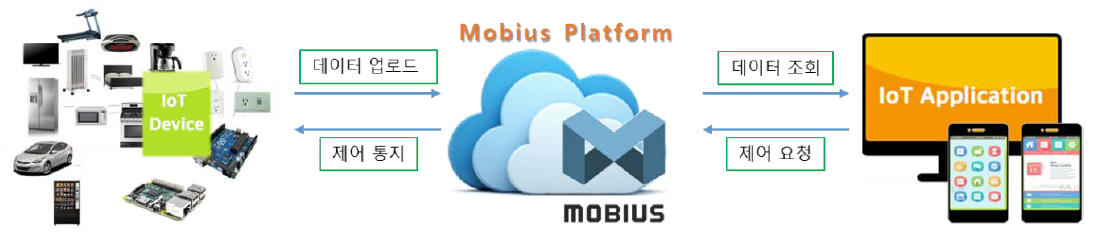 Mobius Platform
데이터 업로드
데이터 조회
IoT
Device
IoT Application
제어 통지
제어 요청
MOBIUS